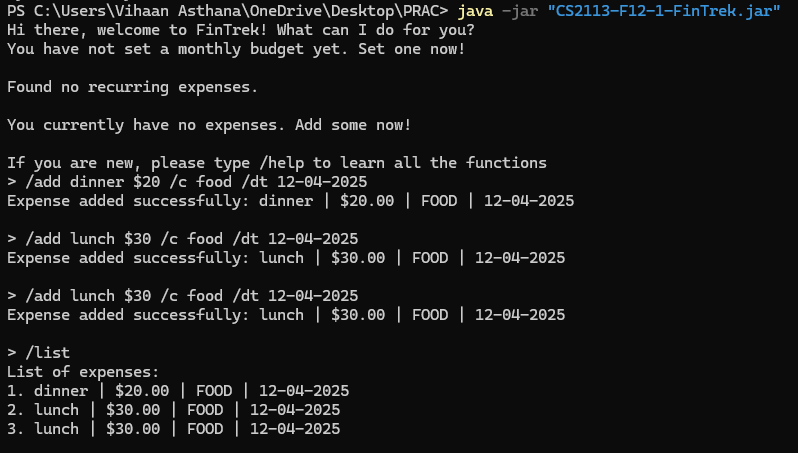 PS C:\Users\Vihaan Asthana\OneDrive\Desktop\PRAC> java -jar "CS2113-F12-1-FinTrek.jar"
Hi there, welcome to FinTrek! What can I do for you?
You have not set a monthly budget yet. Set one now!
Found no recurring expenses.
You currently have no expenses. Add some now!
If you are new, please type /help to learn all the functions
> /add dinner $20 /c food /dt 12-04-2025
Expense added successfully: dinner | $20.00 | FOOD | 12-04-2025
> /add lunch $30 /c food /dt 12-04-2025
Expense added successfully: lunch | $30.00 | FOOD | 12-04-2025
> /add lunch $30 /c food /dt 12-04-2025
Expense added successfully: lunch | $30.00 | FOOD | 12-04-2025
> /list
List of expenses:
1. dinner | $20.00 | FOOD | 12-04-2025
2. lunch | $30.00 | FOOD | 12-04-2025
3. lunch | $30.00 | FOOD | 12-04-2025